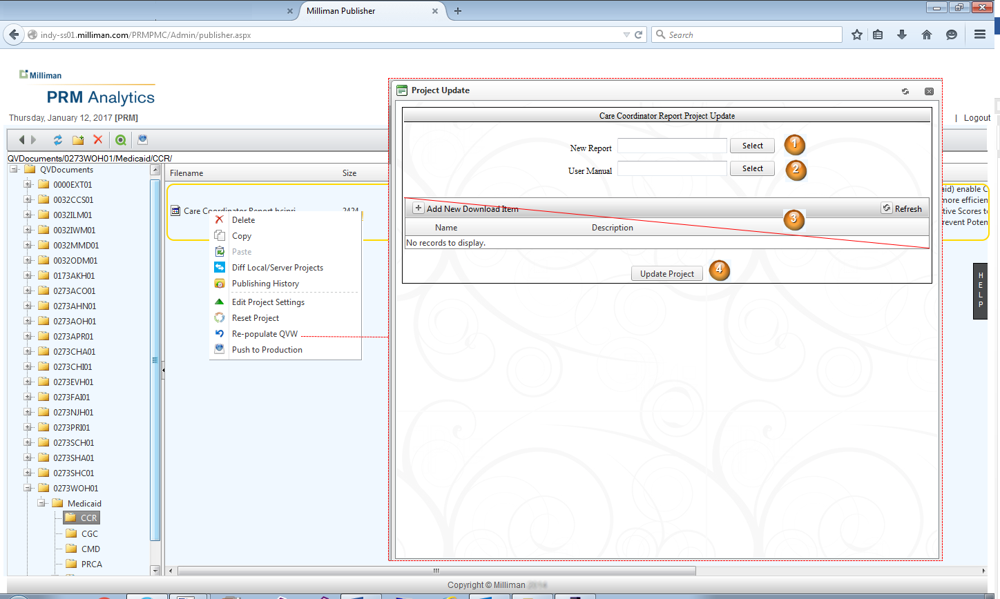 Milliman Publisher
indy-ss01.milliman.com/PRMPMC/Admin/publisher.aspx
Search
Milliman
PRM Analytics
Thursday, January 12, 2017 [PRM]
| Logout
QVDocuments/0273WOH01/Medicaid/CCR/
QVDocuments
0000EXT01
0032CCS01
0032ILM01
0032IWM01
0032MMD01
0032ODM01
0173AKH01
0273ACO01
0273AHN01
0273AOH01
0273APR01
0273CHA01
0273CHI01
0273EVH01
0273FAI01
0273NJH01
0273PRI01
0273SCH01
0273SHA01
0273SHC01
0273WOH01
Medicaid
CCR
CGC
CMD
PRCA
Filename Size
Care Coordinator Report.hciprj 2424
Delete
Copy
Paste
Diff Local/Server Projects
Publishing History
Edit Project Settings
Reset Project
Re-populate QVW
Push to Production
Project Update
Care Coordinator Report Project Update
New Report Select 1
User Manual Select 2
Add New Download Item Refresh
3
Name Description
No records to display.
Update Project 4
aid) enable C
more efficien
tive Scores to
revent Poten
HELP
Copyright © Milliman